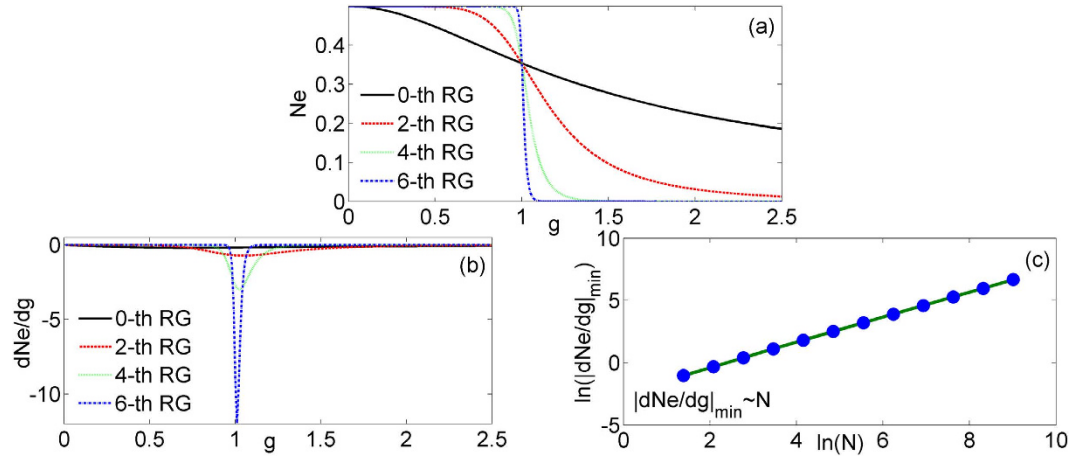 (a)
Ne
0.4
0.3
0.2
0.1
0
0-th RG
2-th RG
4-th RG
6-th RG
0 0.5 1 1.5 2 2.5
g
(b)
dNe/dg
0
-5
-10
0-th RG
2-th RG
4-th RG
6-th RG
0 0.5 1 1.5 2 2.5
g
(c)
ln(|dNe/dg|min)
10
5
0
-5
|dNe/dg|min~N
0 2 4 6 8 10
ln(N)